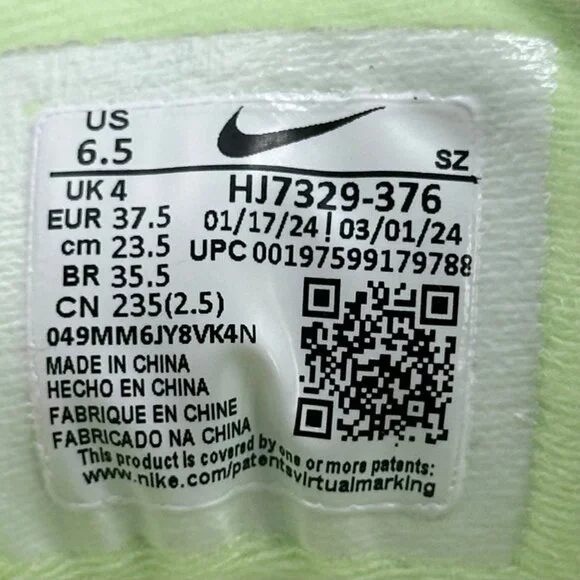 US
6.5
SZ
UK 4
HJ7329-376
EUR 37.5
01/17/24 | 03/01/24
cm 23.5
UPC 00197599179788
BR 35.5
CN 235(2.5)
049MM6JY8VK4N
MADE IN CHINA
HECHO EN CHINA
FABRIQUE EN CHINE
FABRICADO NA CHINA
This product is covered by one or more patents:
www.nike.com/patentsvirtualmarking